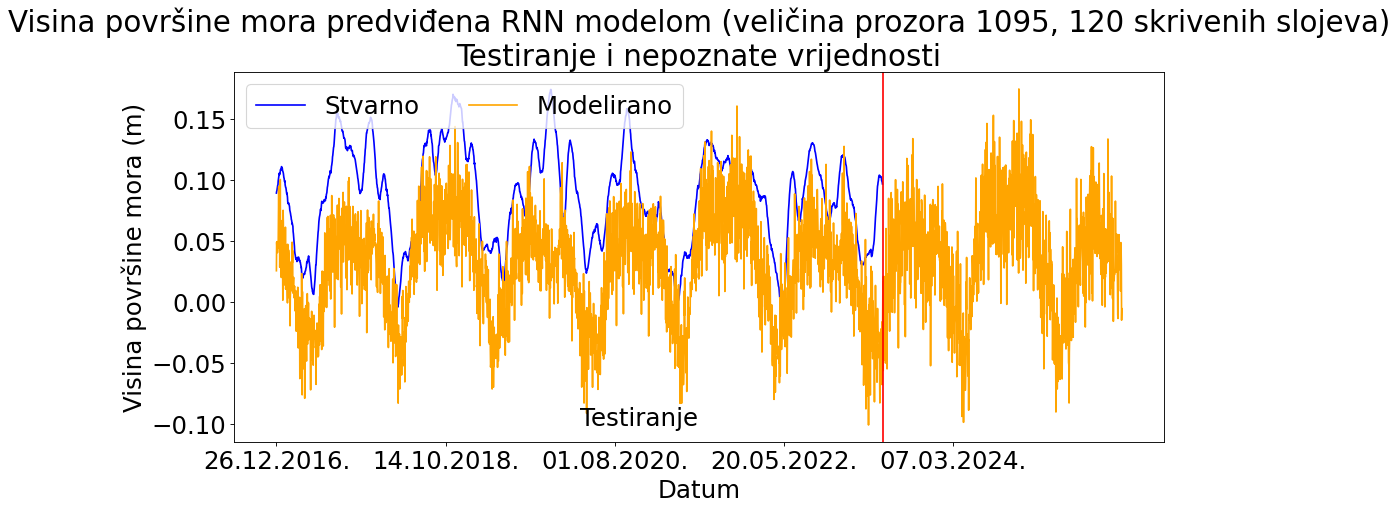 Visina površine mora predviđena RNN modelom (veličina prozora 1095, 120 skrivenih slojeva)
Testiranje i nepoznate vrijednosti
Stvarno
Modelirano
Visina površine mora (m)
0.15
0.10
0.05
0.00
−0.05
−0.10
Testiranje
26.12.2016.
14.10.2018.
01.08.2020.
20.05.2022.
07.03.2024.
Datum